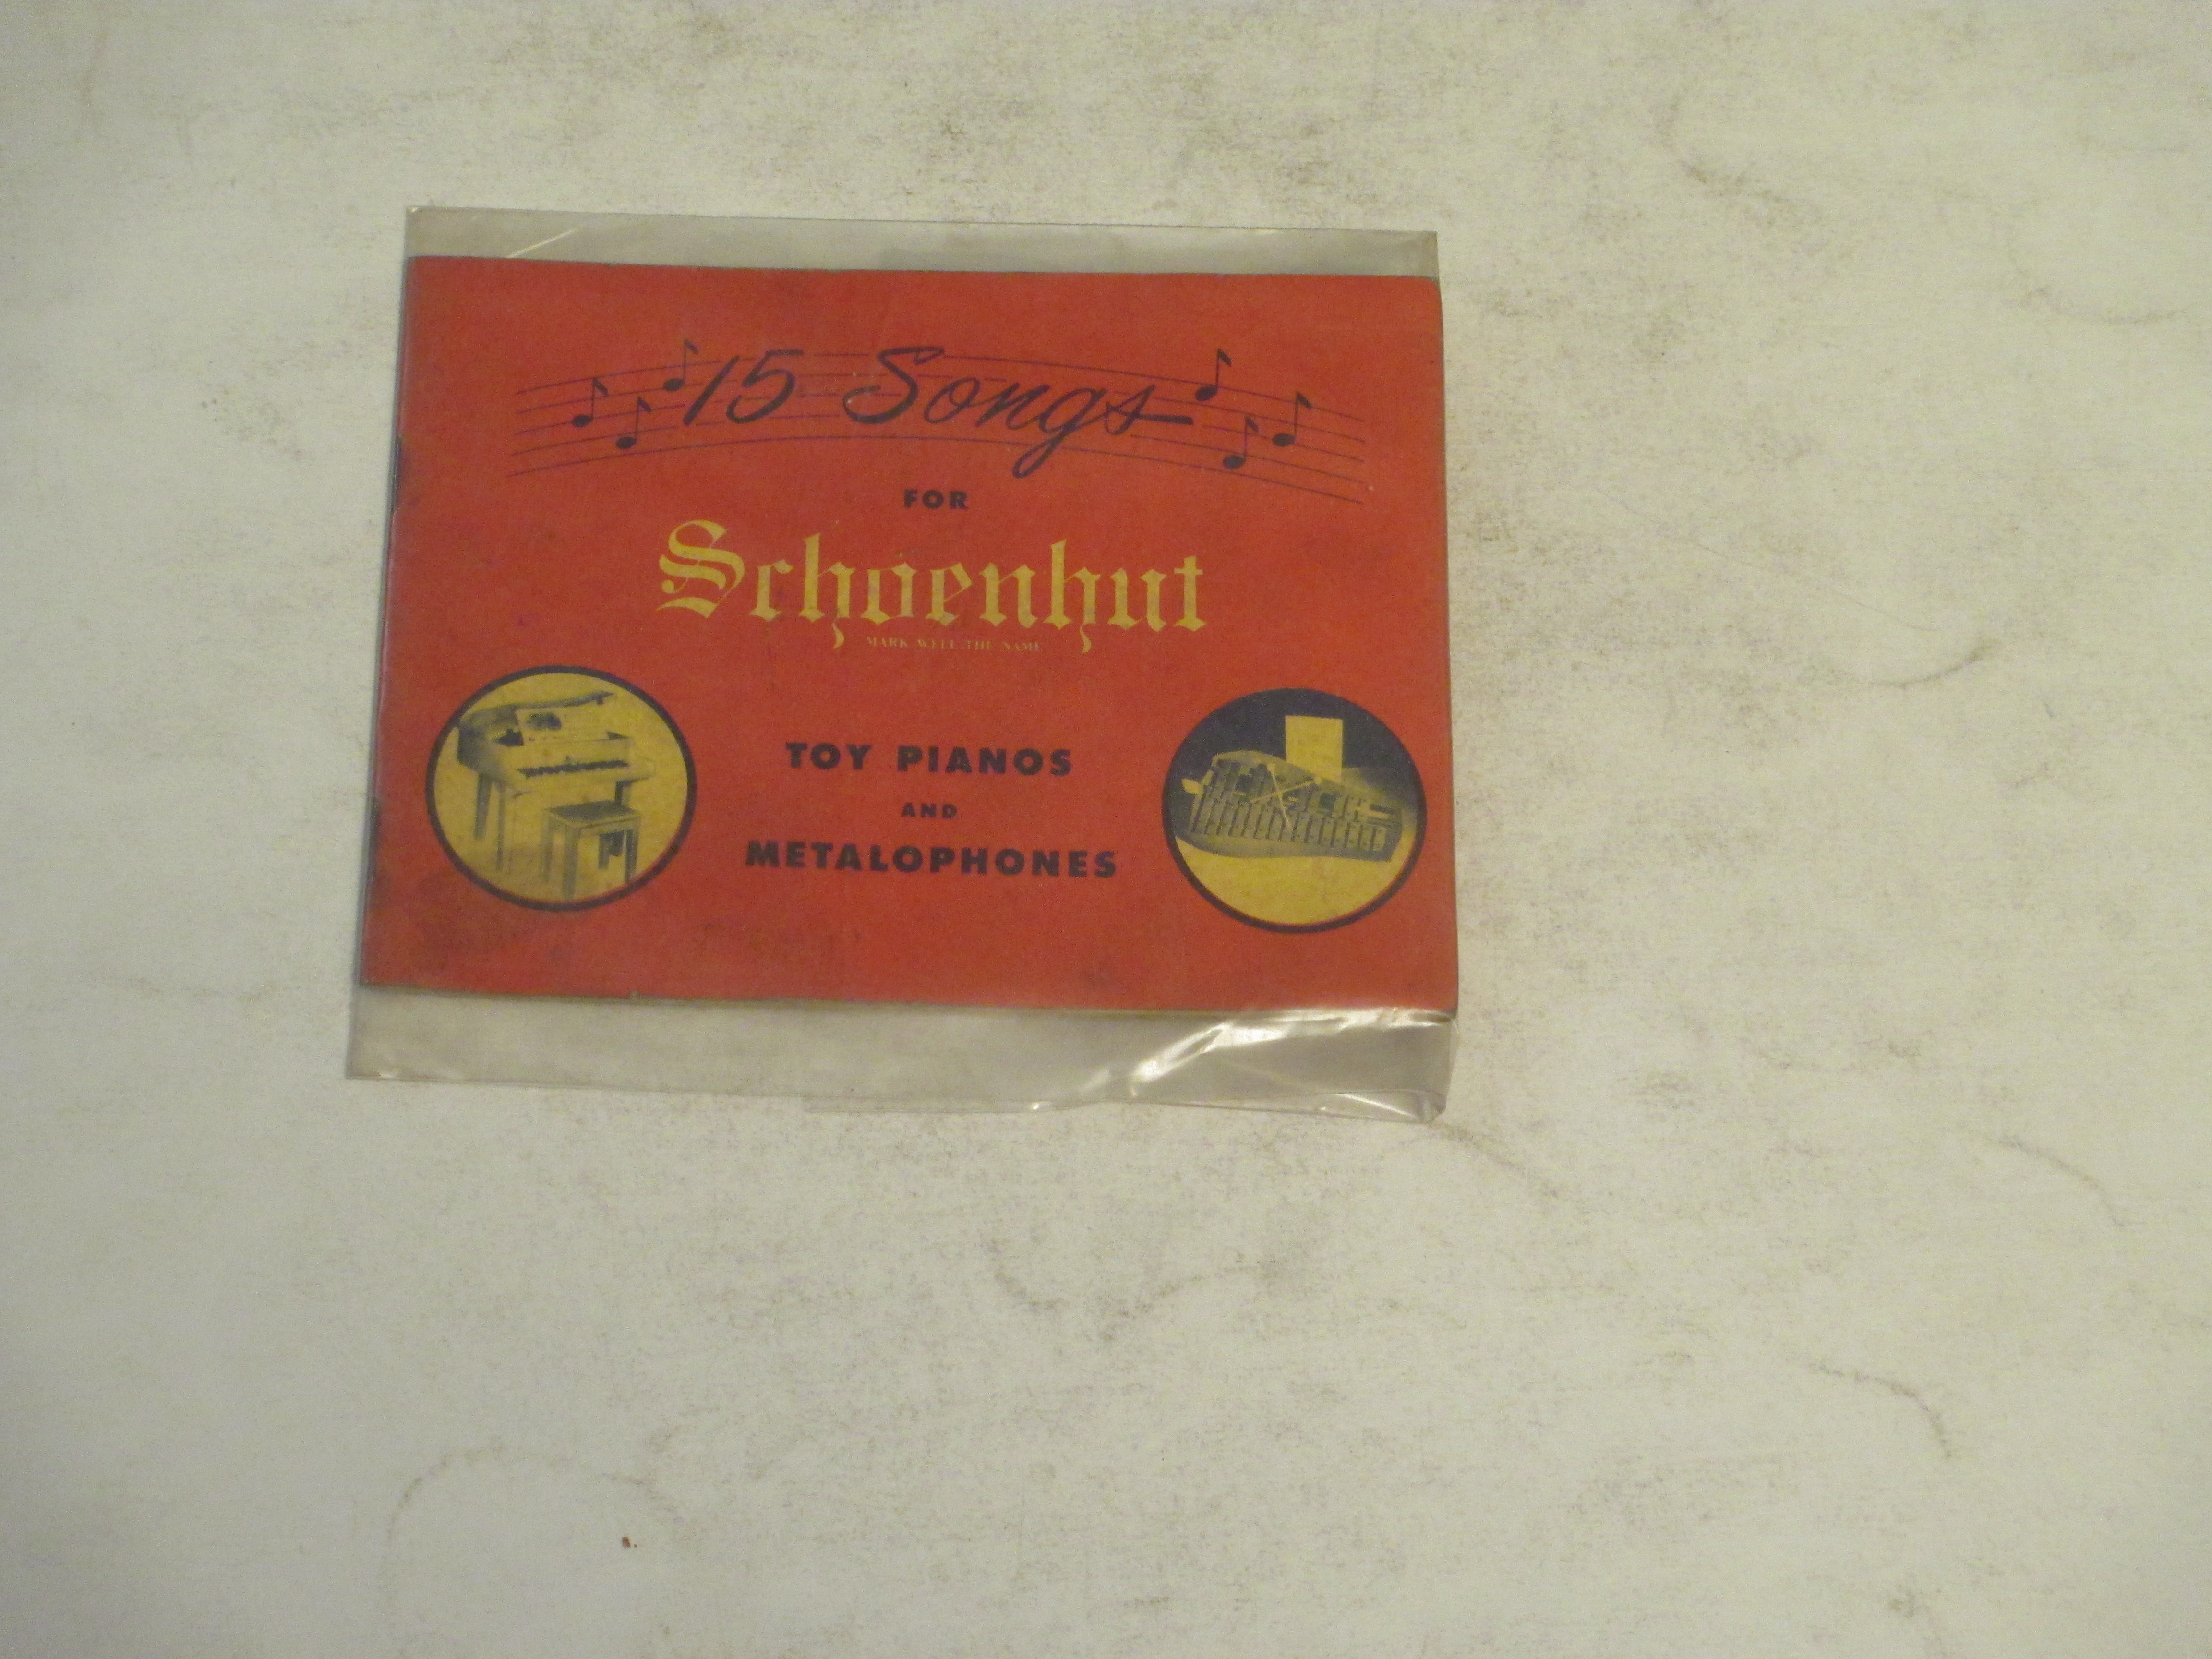 15 Songs
FOR
Schoenhut
MARK WELL THE NAME
TOY PIANOS
AND
METALOPHONES